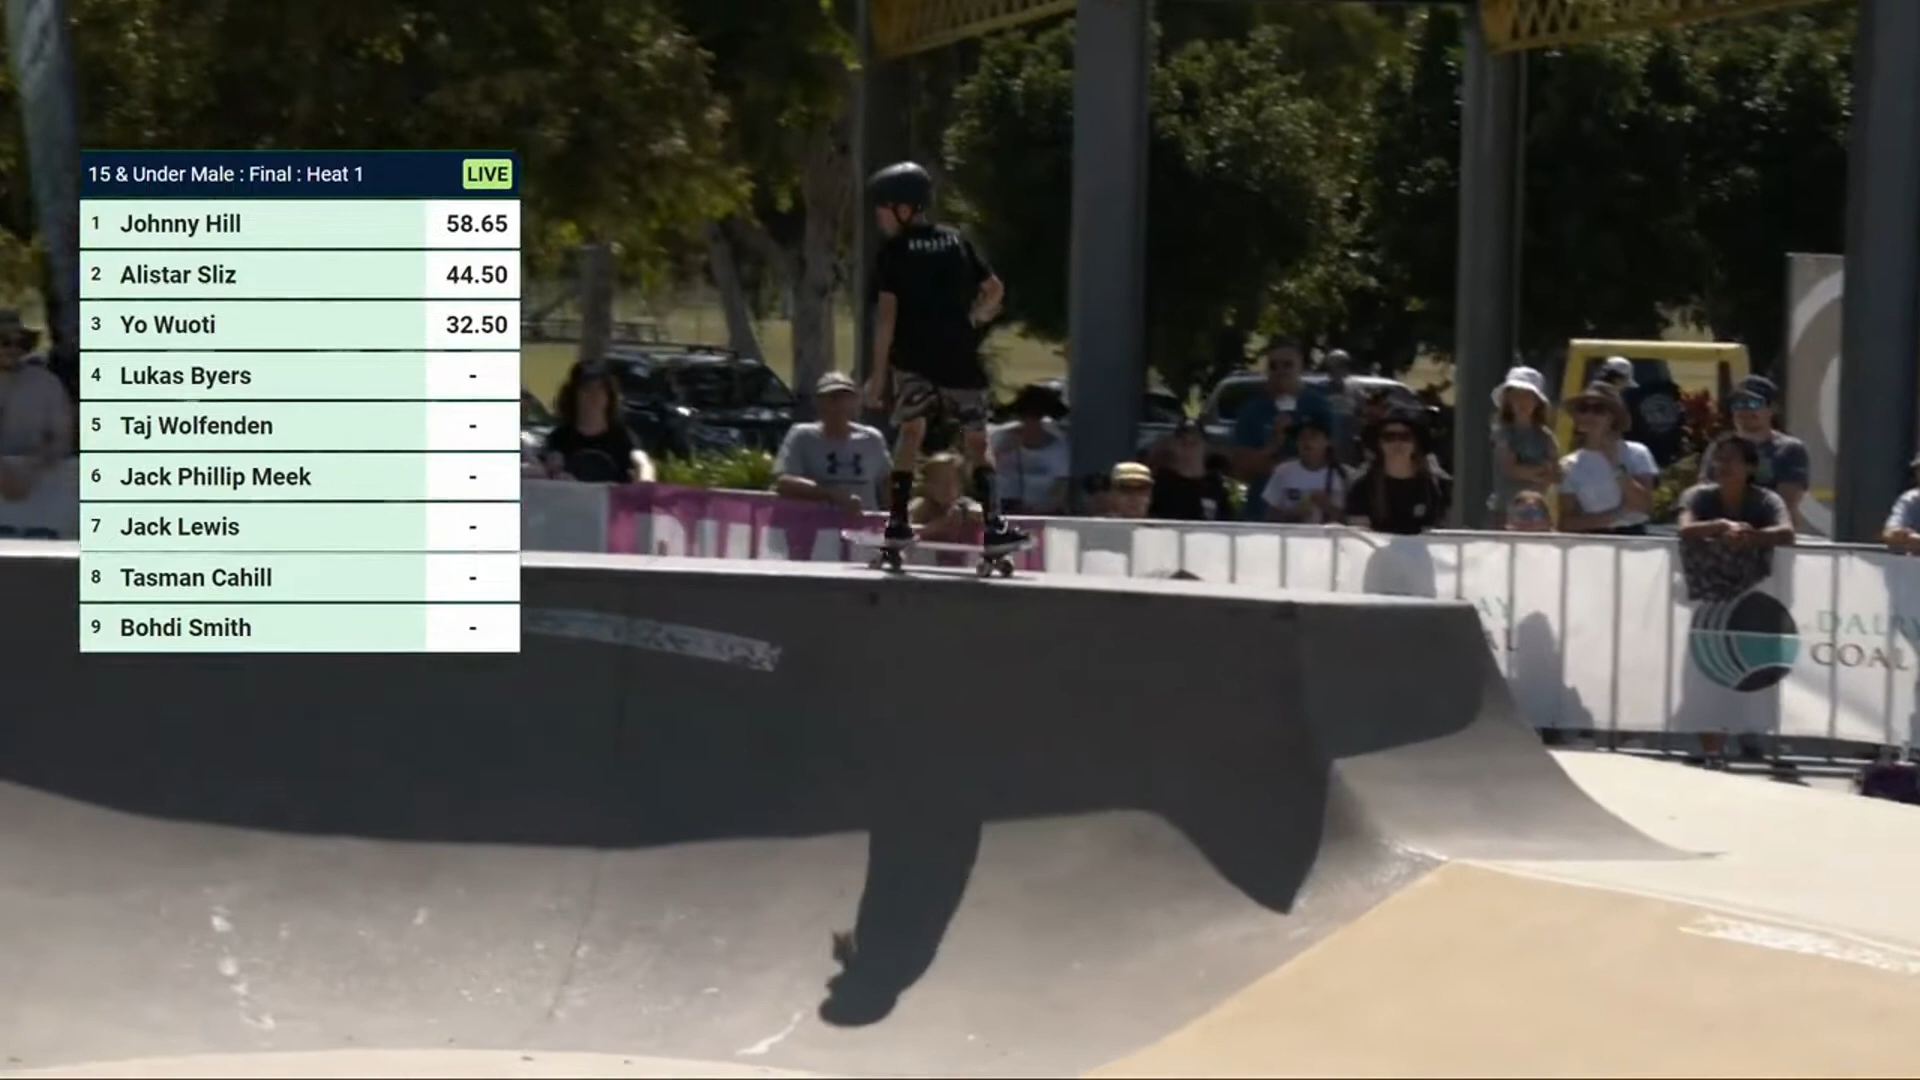 15 & Under Male : Final : Heat 1
LIVE
1 Johnny Hill 58.65
2 Alistar Sliz 44.50
3 Yo Wuoti 32.50
4 Lukas Byers -
5 Taj Wolfenden -
6 Jack Phillip Meek -
7 Jack Lewis -
8 Tasman Cahill -
9 Bohdi Smith -